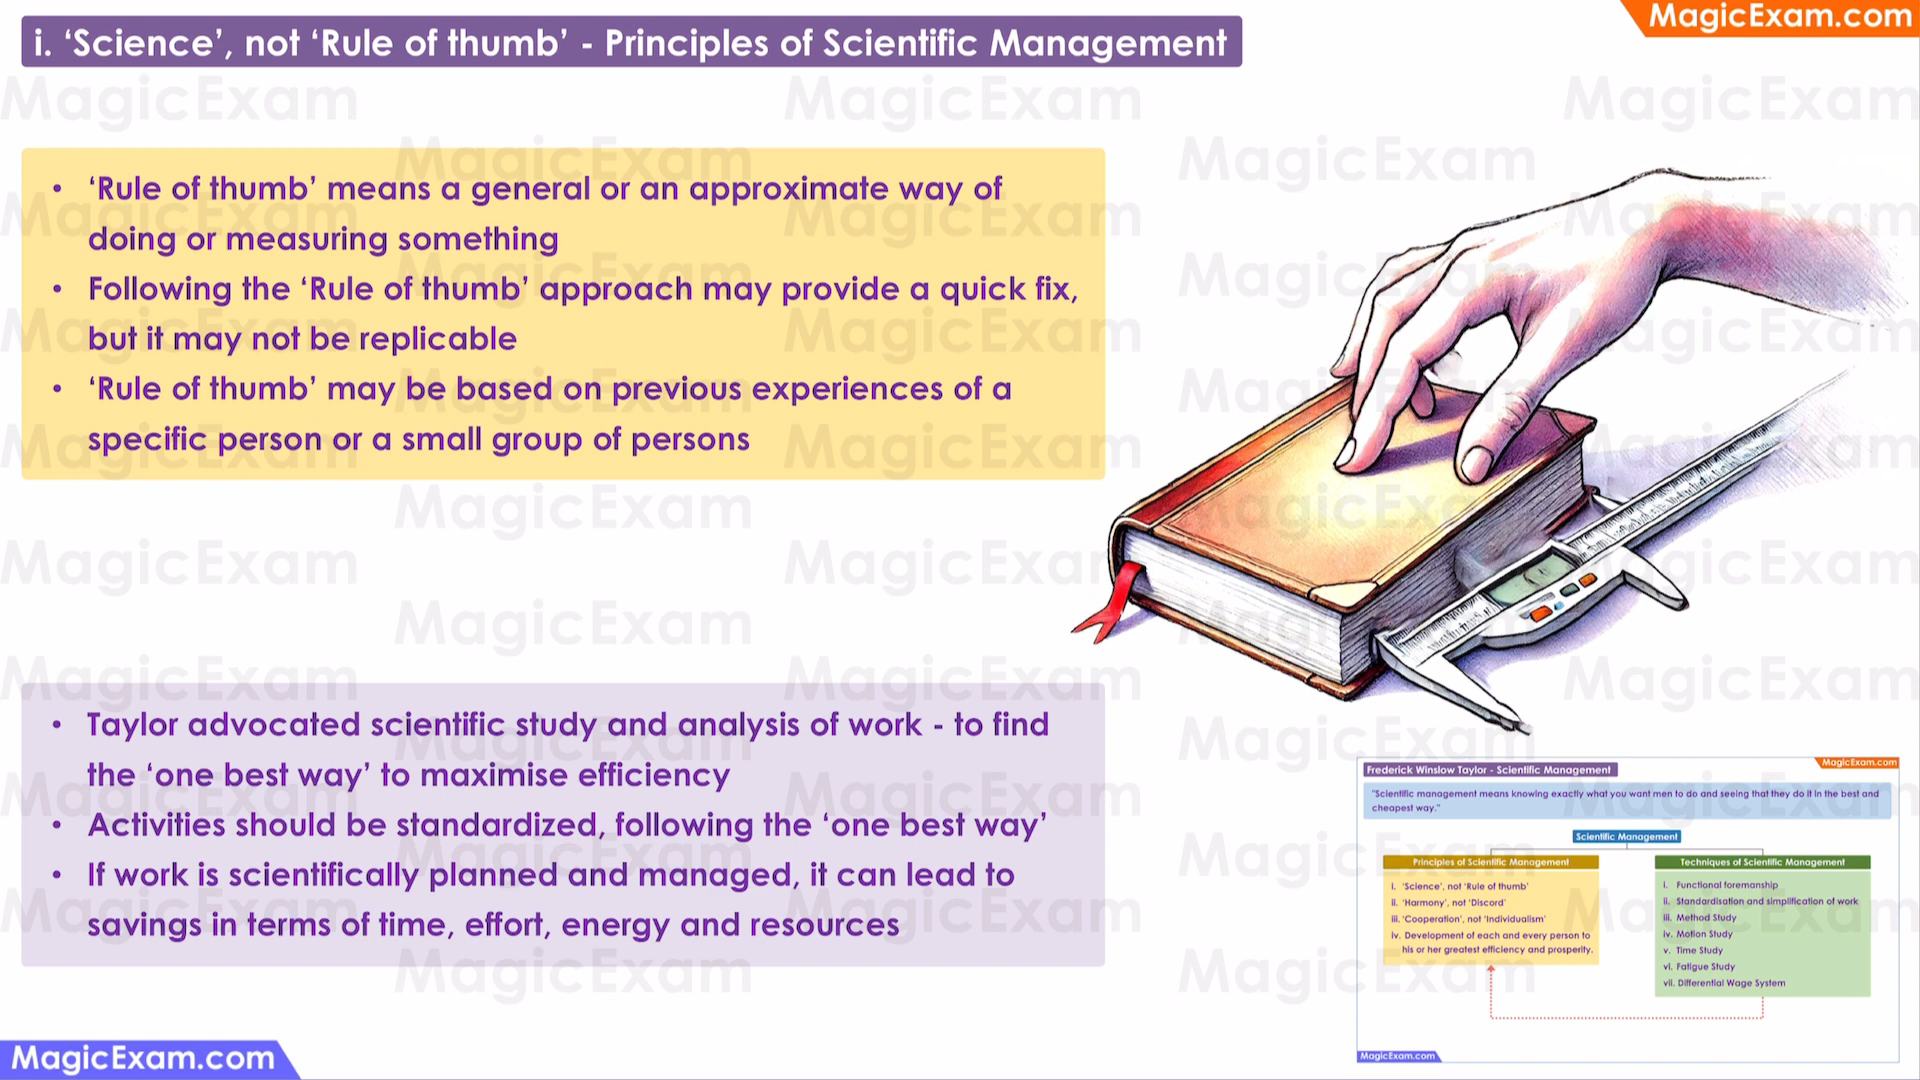 i. ‘Science’, not ‘Rule of thumb’ - Principles of Scientific Management
MagicExam.com
• ‘Rule of thumb’ means a general or an approximate way of
doing or measuring something
• Following the ‘Rule of thumb’ approach may provide a quick fix,
but it may not be replicable
• ‘Rule of thumb’ may be based on previous experiences of a
specific person or a small group of persons
• Taylor advocated scientific study and analysis of work - to find
the ‘one best way’ to maximise efficiency
• Activities should be standardized, following the ‘one best way’
• If work is scientifically planned and managed, it can lead to
savings in terms of time, effort, energy and resources
MagicExam.com
Frederick Winslow Taylor - Scientific Management
MagicExam.com
"Scientific management means knowing exactly what you want men to do and seeing that they do it in the best and
cheapest way."
Scientific Management
Principles of Scientific Management
i. ‘Science’, not ‘Rule of thumb’
ii. ‘Harmony’, not ‘Discord’
iii. ‘Cooperation’, not ‘Individualism’
iv. Development of each and every person to
his or her greatest efficiency and prosperity.
Techniques of Scientific Management
i. Functional foremanship
ii. Standardisation and simplification of work
iii. Method Study
iv. Motion Study
v. Time Study
vi. Fatigue Study
vii. Differential Wage System
MagicExam.com
MagicExam